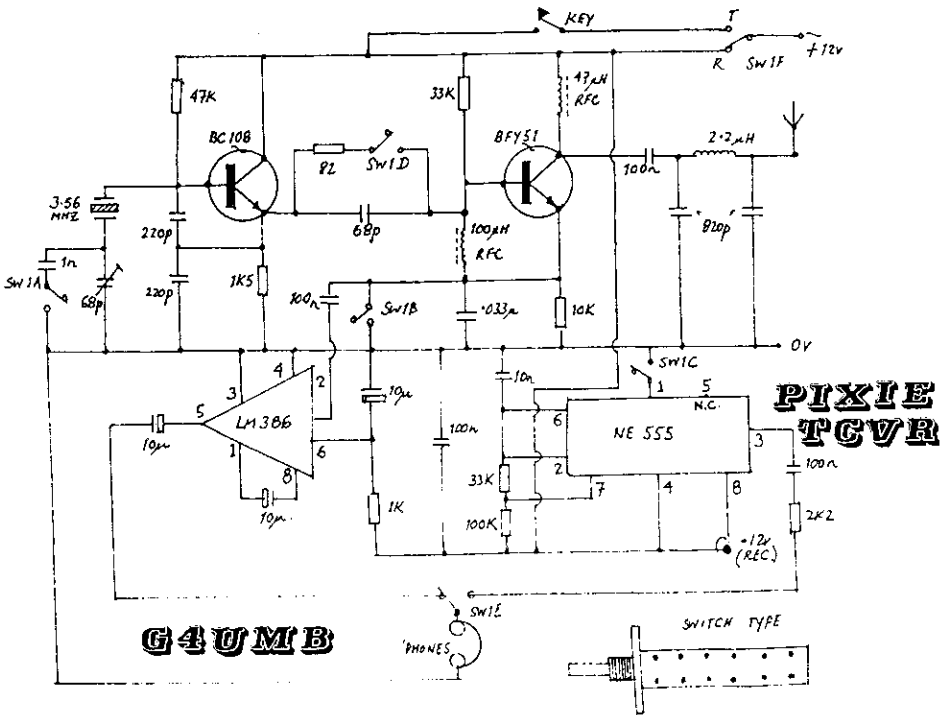 KEY
T
R
SW1F
+12v
47K
33K
47µH
RFC
BC108
BFY51
82
SW1D
100n
2·2µH
3·56
MHZ
220p
68p
100µH
RFC
"820p"
1n
SW1A
68p
220p
1K5
100n
SW1B
·033µ
10K
0V
4
2
3
5
LM386
1
6
8
10µ
10µ
10µ
1K
100n
10n
SW1C
1
5
N.C.
6
NE 555
3
2
7
4
8
33K
100K
100n
2K2
+12v
(REC)
PIXIE
TCVR
SW1E
G4UMB
'PHONES
SWITCH TYPE